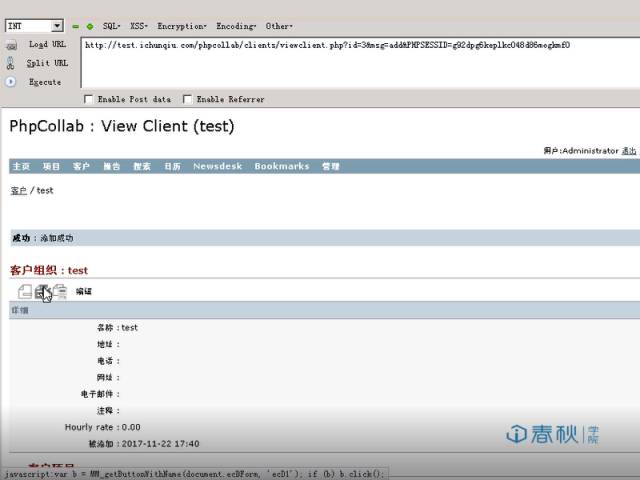 INT SQL- XSS- Encryption- Encoding- Other-
Load URL http://test.ichunqiu.com/phpcollab/clients/viewclient.php?id=3&msg=add&PHPSESSID=g92dpg6keplkc048d86mogkmf0
Split URL
Execute
Enable Post data Enable Referrer
PhpCollab : View Client (test)
用户:Administrator 退出
主页 项目 客户 报告 搜索 日历 Newsdesk Bookmarks 管理
客户 / test
成功 : 添加成功
客户组织 : test
编辑
详细
名称 : test
地址 :
电话 :
网址 :
电子邮件 :
注释 :
Hourly rate : 0.00
被添加 : 2017-11-22 17:40
春秋学院
客户项目
javascript:var b = MM_getButtonWithName(document.ecDForm, 'ecD1'); if (b) b.click();